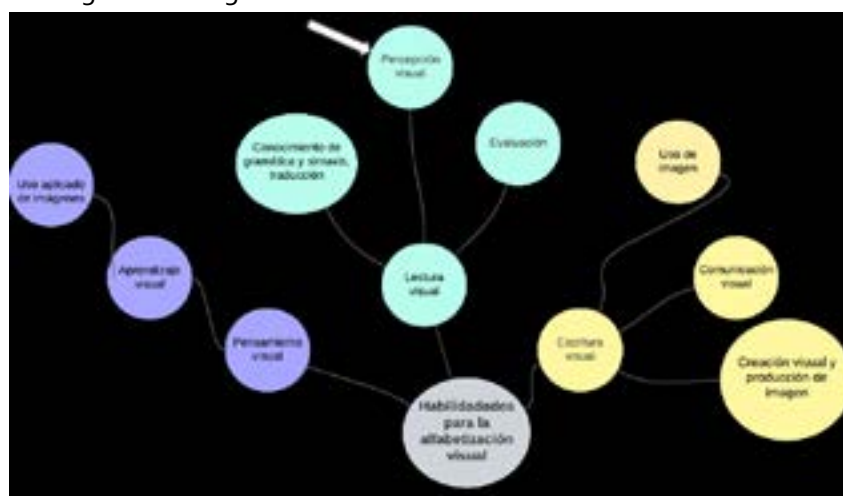 Percepción
visual
Conocimiento de
gramática y sintaxis,
traducción
Evaluación
Uso de
imagen
Uso aplicado
de imágenes
Aprendizaje
visual
Lectura
visual
Comunicación
visual
Pensamiento
visual
Escritura
visual
Creación visual y
producción de
imagen
Habilidadados
para la
alfabetización
visual